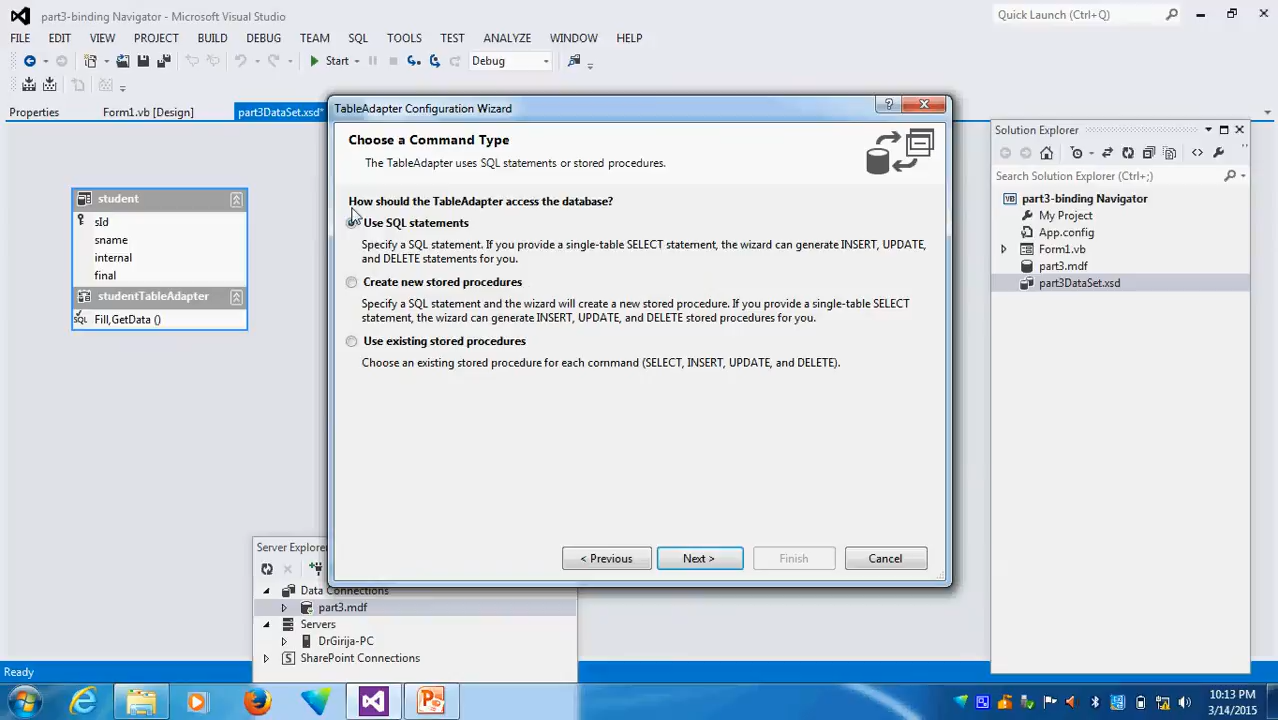 part3-binding Navigator - Microsoft Visual Studio
Quick Launch (Ctrl+Q)
FILE EDIT VIEW PROJECT BUILD DEBUG TEAM SQL TOOLS TEST ANALYZE WINDOW HELP
Start Debug
Properties Form1.vb [Design] part3DataSet.xsd*
student
sId
sname
internal
final
studentTableAdapter
SQL Fill,GetData ()
TableAdapter Configuration Wizard
Choose a Command Type
The TableAdapter uses SQL statements or stored procedures.
How should the TableAdapter access the database?
Use SQL statements
Specify a SQL statement. If you provide a single-table SELECT statement, the wizard can generate INSERT, UPDATE,
and DELETE statements for you.
Create new stored procedures
Specify a SQL statement and the wizard will create a new stored procedure. If you provide a single-table SELECT
statement, the wizard can generate INSERT, UPDATE, and DELETE stored procedures for you.
Use existing stored procedures
Choose an existing stored procedure for each command (SELECT, INSERT, UPDATE, and DELETE).
< Previous Next > Finish Cancel
Solution Explorer
Search Solution Explorer (Ctrl+;)
part3-binding Navigator
My Project
App.config
Form1.vb
part3.mdf
part3DataSet.xsd
Server Explorer
Data Connections
part3.mdf
Servers
DrGirija-PC
SharePoint Connections
Ready
10:13 PM
3/14/2015